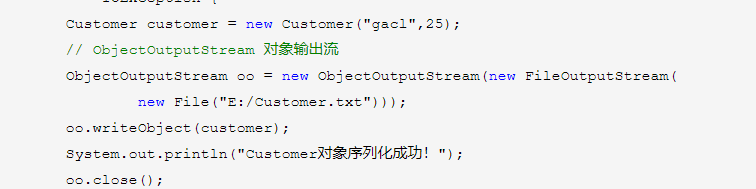 IOException {
Customer customer = new Customer("gacl",25);
// ObjectOutputStream 对象输出流
ObjectOutputStream oo = new ObjectOutputStream(new FileOutputStream(
new File("E:/Customer.txt")));
oo.writeObject(customer);
System.out.println("Customer对象序列化成功！");
oo.close();